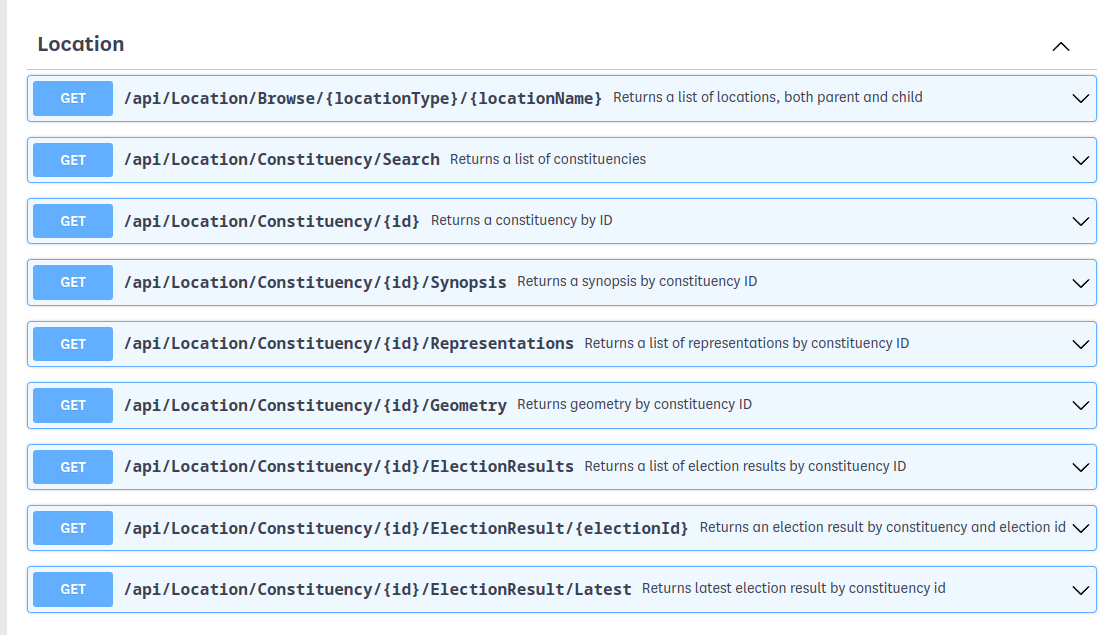 Location
GET /api/Location/Browse/{locationType}/{locationName} Returns a list of locations, both parent and child
GET /api/Location/Constituency/Search Returns a list of constituencies
GET /api/Location/Constituency/{id} Returns a constituency by ID
GET /api/Location/Constituency/{id}/Synopsis Returns a synopsis by constituency ID
GET /api/Location/Constituency/{id}/Representations Returns a list of representations by constituency ID
GET /api/Location/Constituency/{id}/Geometry Returns geometry by constituency ID
GET /api/Location/Constituency/{id}/ElectionResults Returns a list of election results by constituency ID
GET /api/Location/Constituency/{id}/ElectionResult/{electionId} Returns an election result by constituency and election id
GET /api/Location/Constituency/{id}/ElectionResult/Latest Returns latest election result by constituency id